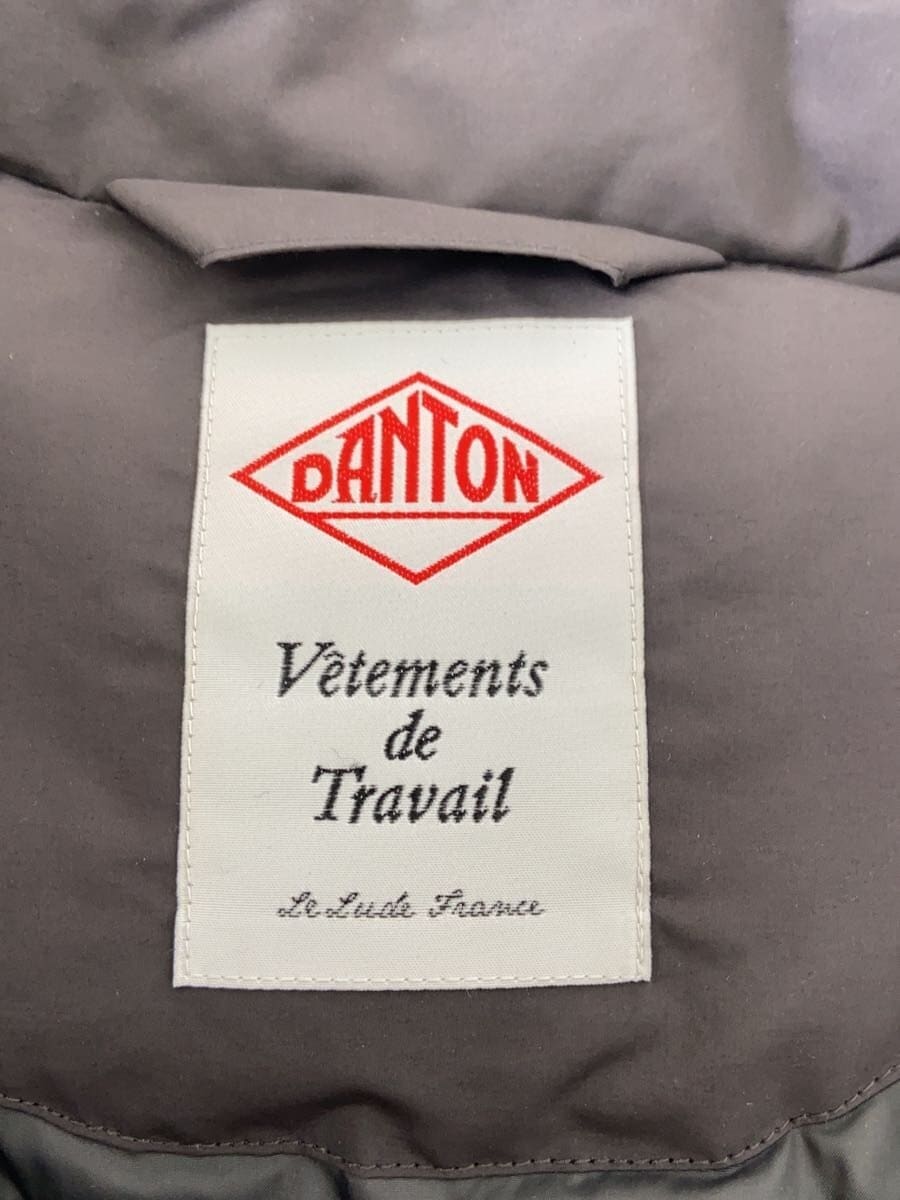 DANTON
Vêtements
de
Travail
Le Lude France